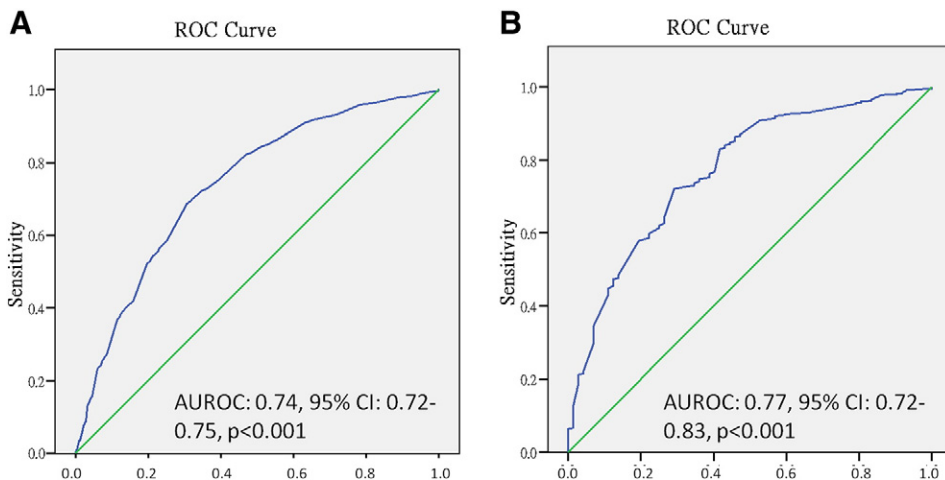 A
ROC Curve
Sensitivity
1.0
0.8
0.6
0.4
0.2
0.0
AUROC: 0.74, 95% CI: 0.72-
0.75, p<0.001
0.0 0.2 0.4 0.6 0.8 1.0
B
ROC Curve
Sensitivity
1.0
0.8
0.6
0.4
0.2
0.0
AUROC: 0.77, 95% CI: 0.72-
0.83, p<0.001
0.0 0.2 0.4 0.6 0.8 1.0